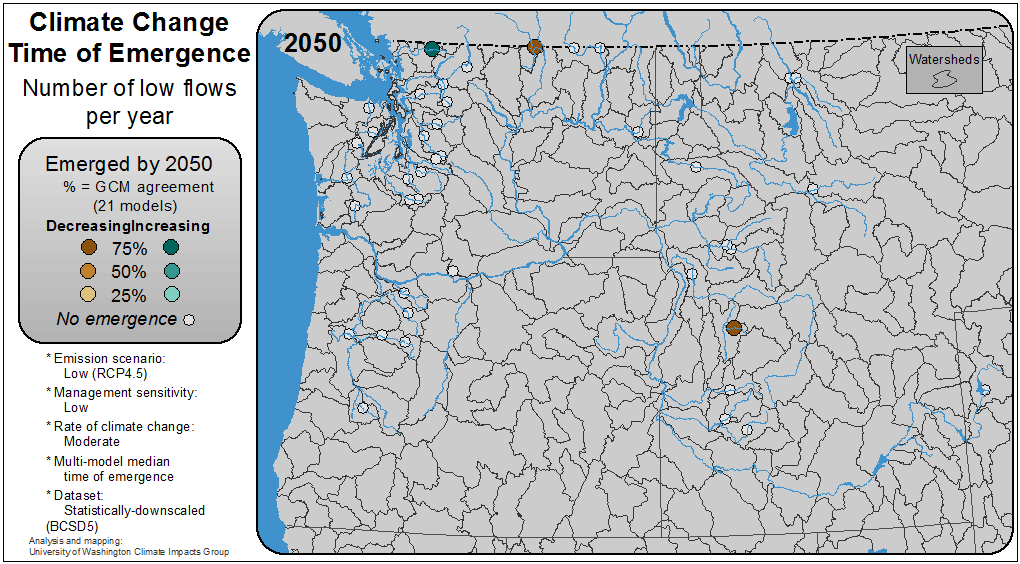 Climate Change
Time of Emergence
Number of low flows
per year
Emerged by 2050
% = GCM agreement
(21 models)
DecreasingIncreasing
75%
50%
25%
No emergence
* Emission scenario:
Low (RCP4.5)
* Management sensitivity:
Low
* Rate of climate change:
Moderate
* Multi-model median
time of emergence
* Dataset:
Statistically-downscaled
(BCSD5)
Analysis and mapping:
University of Washington Climate Impacts Group
2050
Watersheds